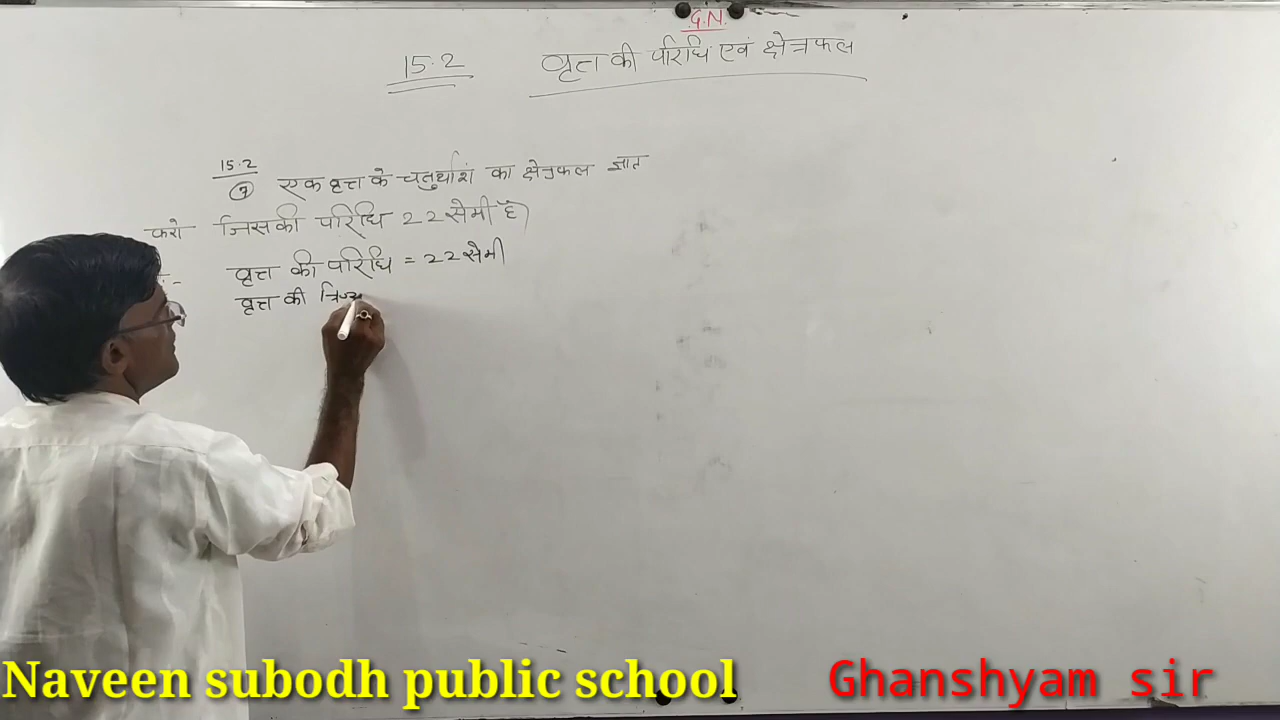 G.N.
15.2 वृत्त की परिधि एवं क्षेत्रफल
15.2
एक वृत्त के चतुर्थांश का क्षेत्रफल ज्ञात
करो जिसकी परिधि 22 सेमी है
:- वृत्त की परिधि = 22 सेमी
वृत्त की त्रिज्य
Naveen subodh public school
Ghanshyam sir